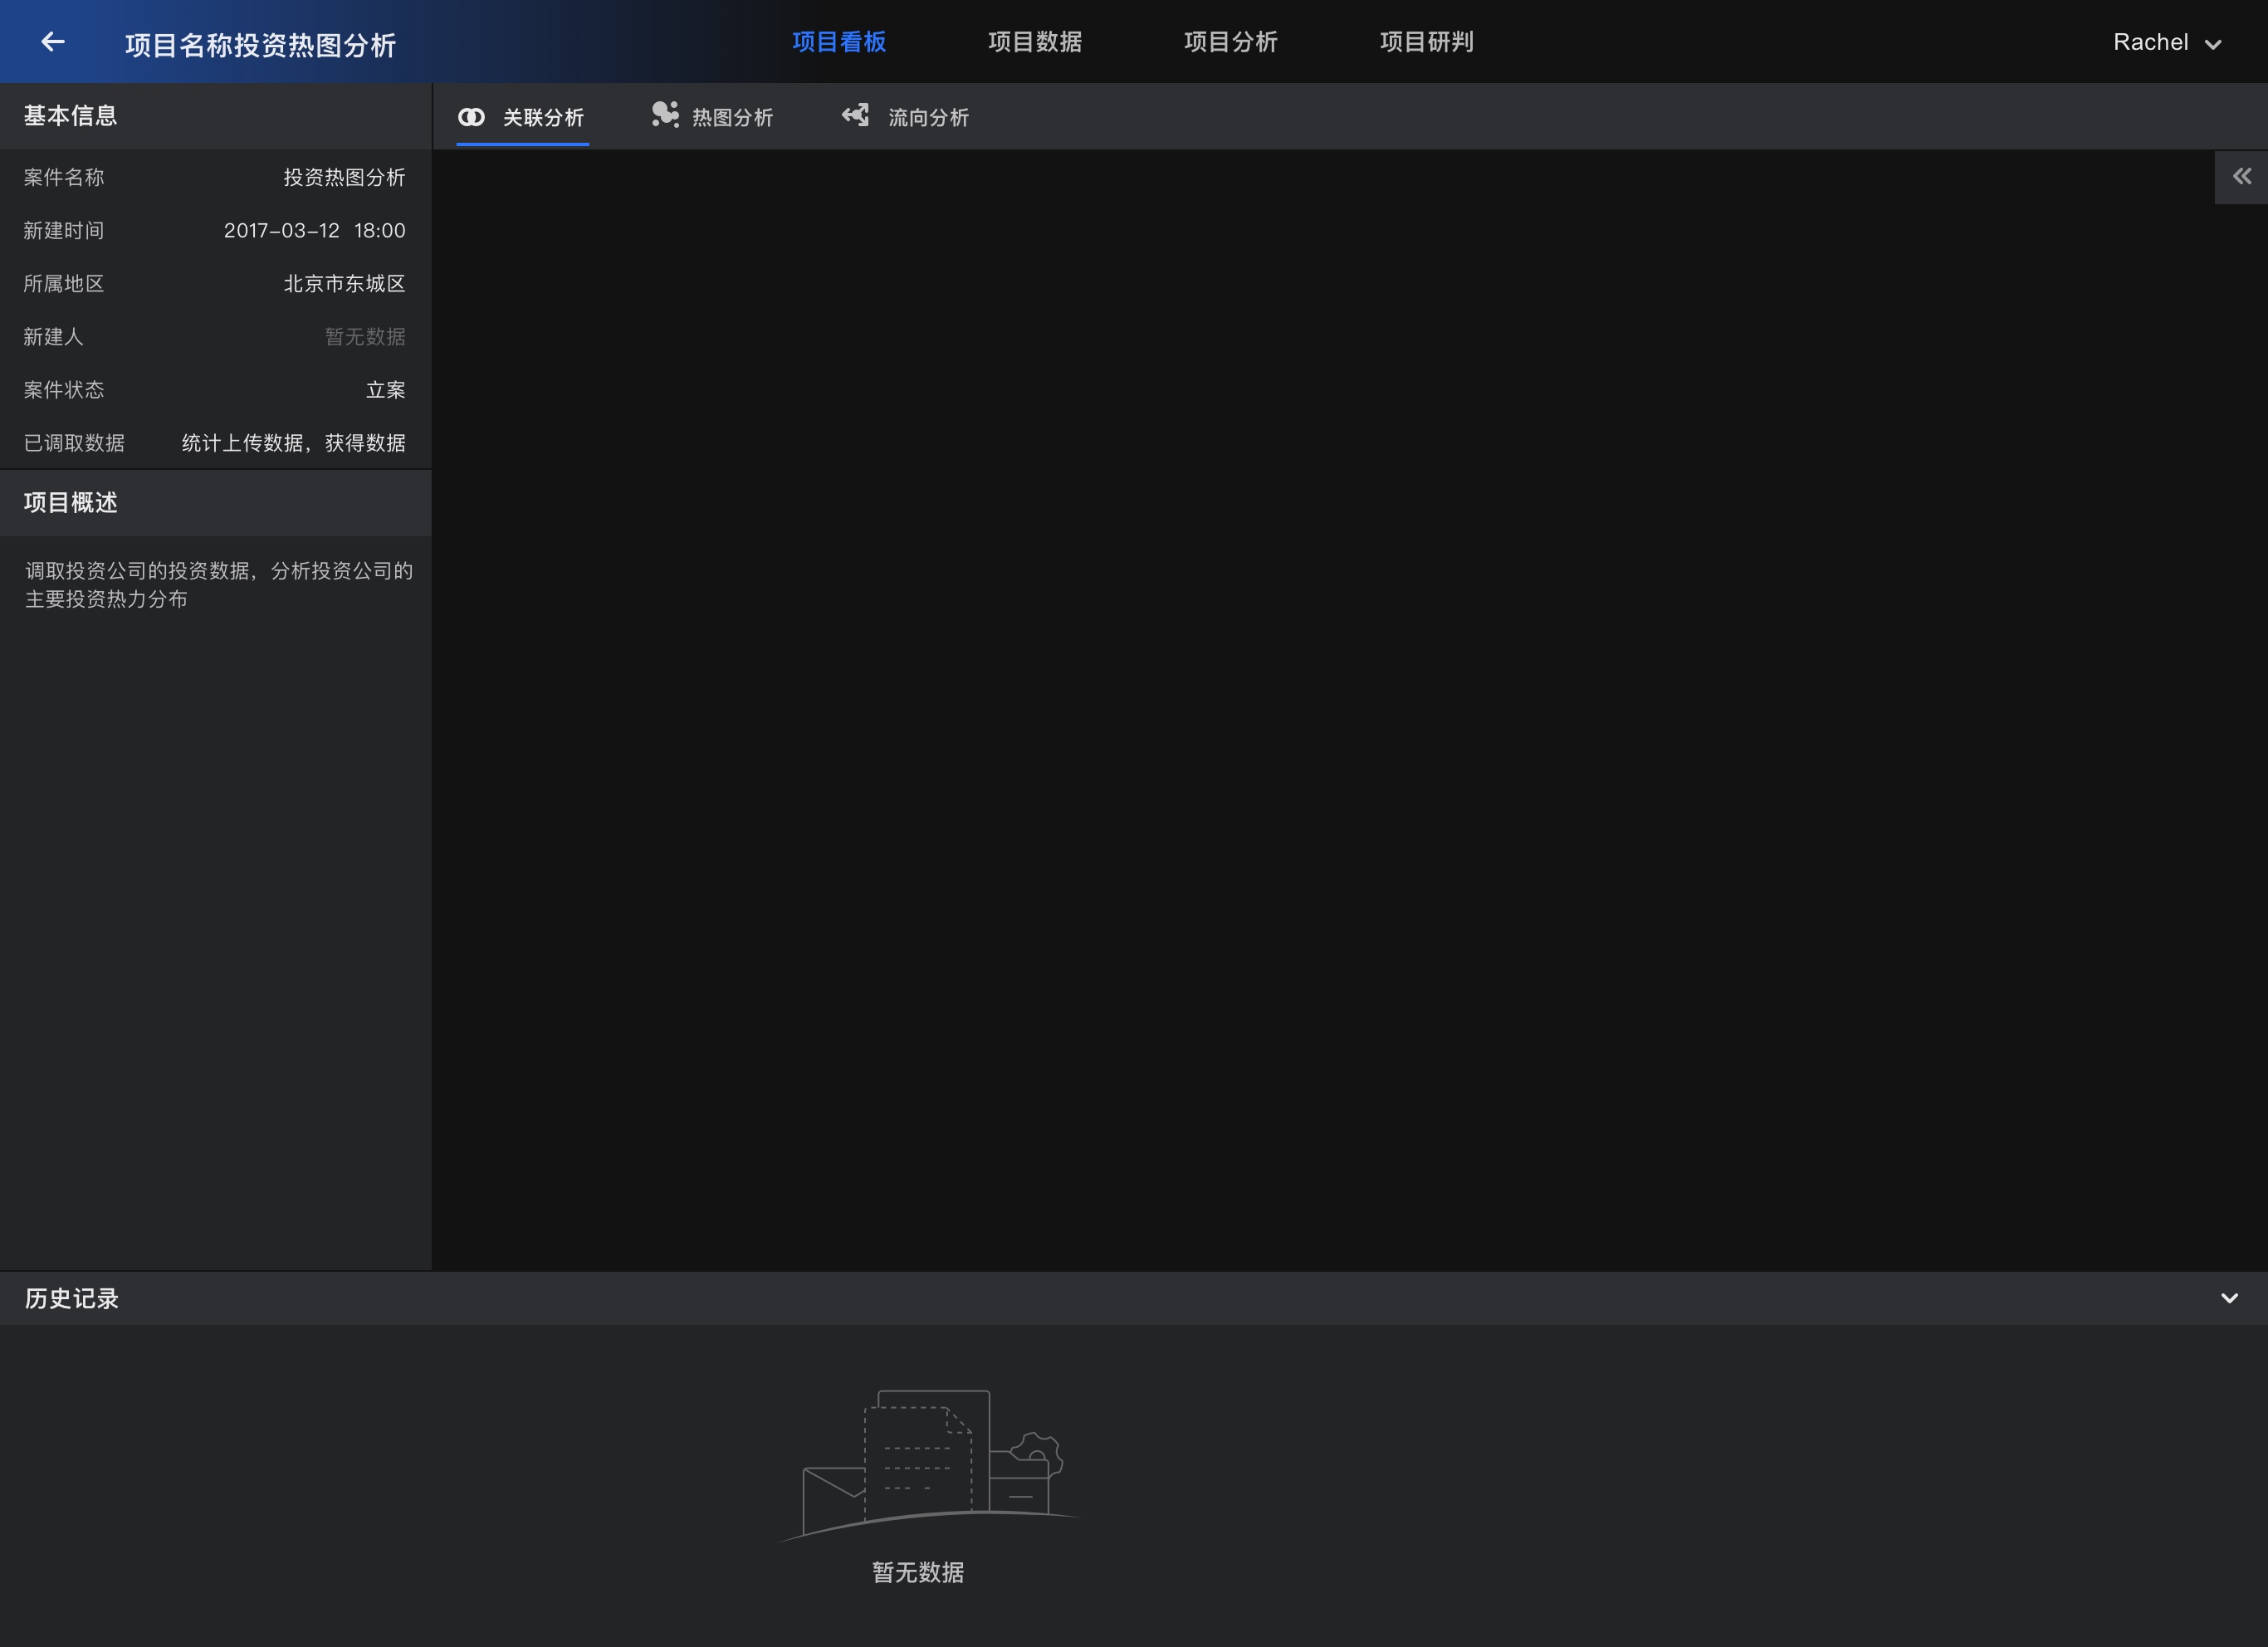 项目名称投资热图分析
项目看板
项目数据
项目分析
项目研判
Rachel
基本信息
关联分析
热图分析
流向分析
案件名称 投资热图分析
新建时间 2017-03-12 18:00
所属地区 北京市东城区
新建人 暂无数据
案件状态 立案
已调取数据 统计上传数据，获得数据
项目概述
调取投资公司的投资数据，分析投资公司的
主要投资热力分布
历史记录
暂无数据